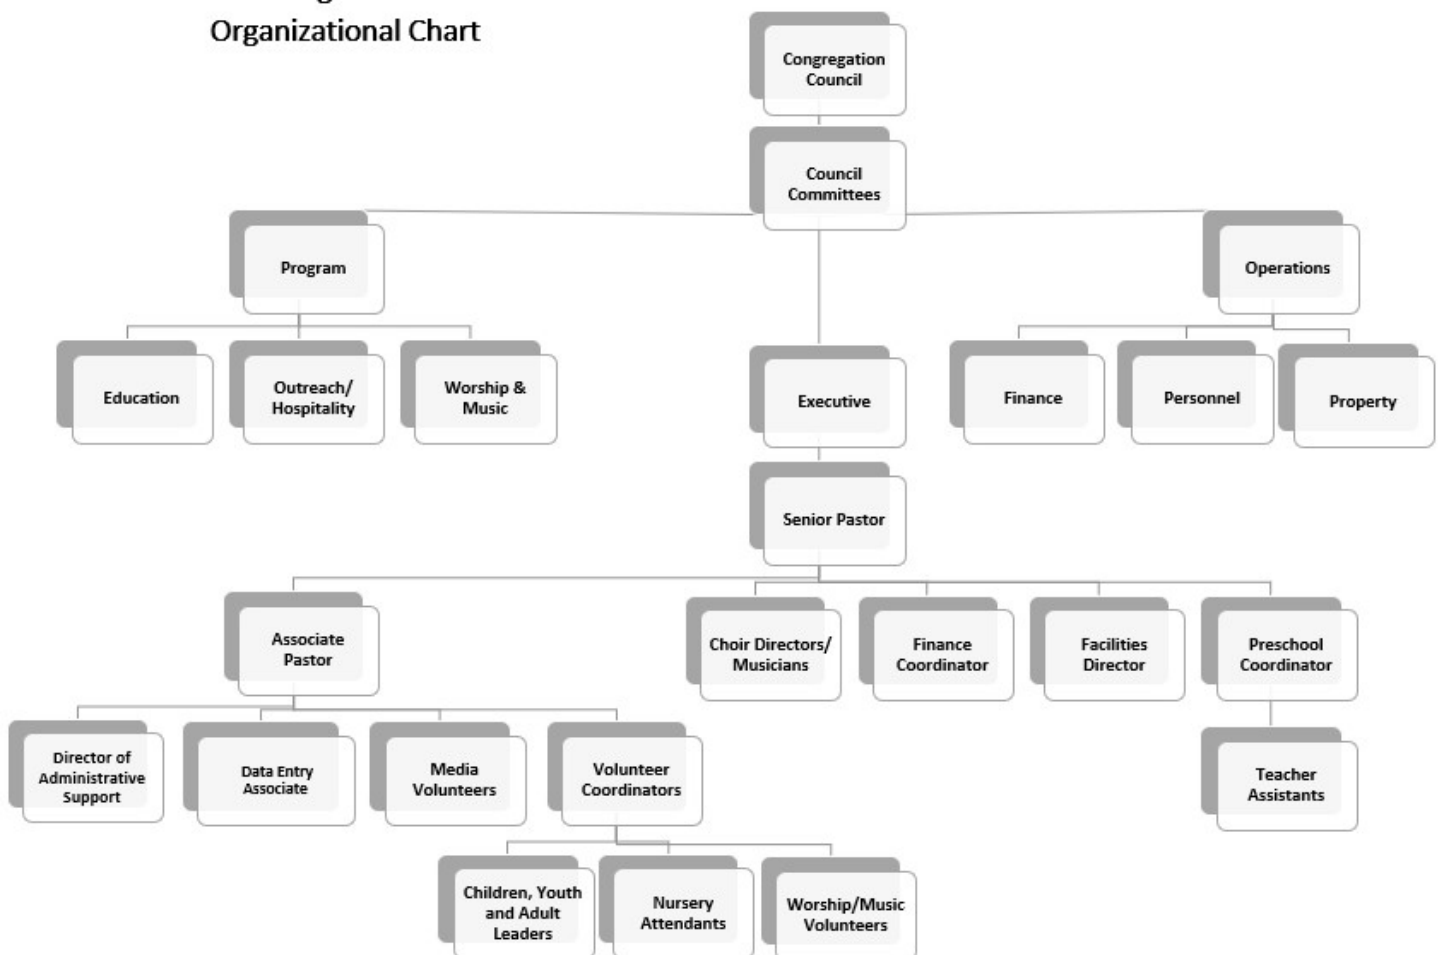 Organizational Chart
Congregation
Council
Council
Committees
Program
Operations
Education
Outreach/
Hospitality
Worship &
Music
Executive
Finance
Personnel
Property
Senior Pastor
Associate
Pastor
Choir Directors/
Musicians
Finance
Coordinator
Facilities
Director
Preschool
Coordinator
Director of
Administrative
Support
Data Entry
Associate
Media
Volunteers
Volunteer
Coordinators
Teacher
Assistants
Children, Youth
and Adult
Leaders
Nursery
Attendants
Worship/Music
Volunteers